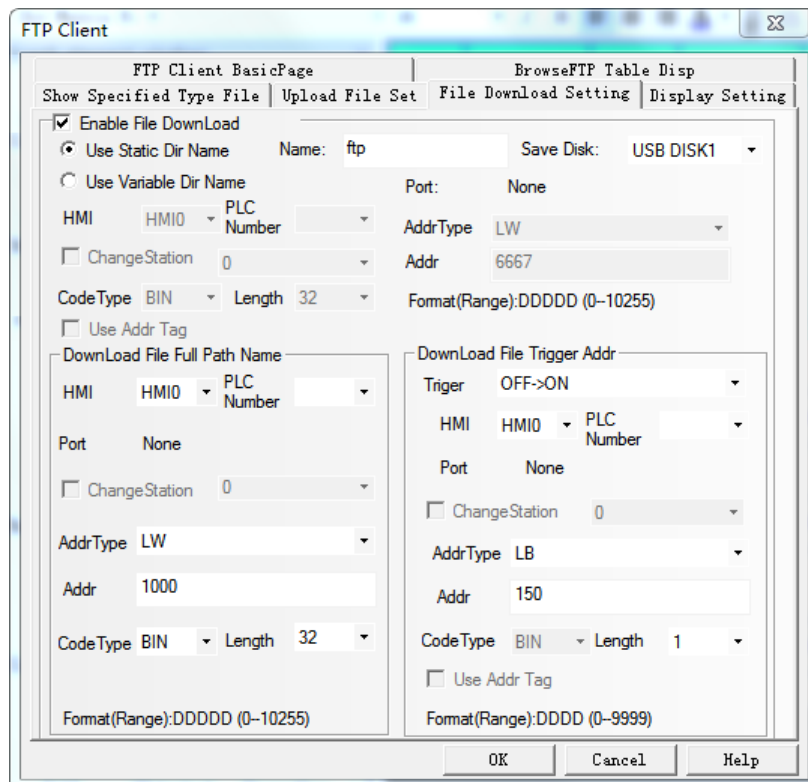 FTP Client
FTP Client BasicPage BrowseFTP Table Disp
Show Specified Type File Upload File Set File Download Setting Display Setting
Enable File DownLoad
Use Static Dir Name Name: ftp Save Disk: USB DISK1
Use Variable Dir Name Port: None
HMI HMI0 PLC Number
AddrType LW
ChangeStation 0
Addr 6667
CodeType BIN Length 32 Format(Range):DDDDD (0--10255)
Use Addr Tag
DownLoad File Full Path Name
HMI HMI0 PLC Number
Port None
ChangeStation 0
AddrType LW
Addr 1000
CodeType BIN Length 32
Format(Range):DDDDD (0--10255)
DownLoad File Trigger Addr
Triger OFF->ON
HMI HMI0 PLC Number
Port None
ChangeStation 0
AddrType LB
Addr 150
CodeType BIN Length 1
Use Addr Tag
Format(Range):DDDD (0--9999)
OK Cancel Help